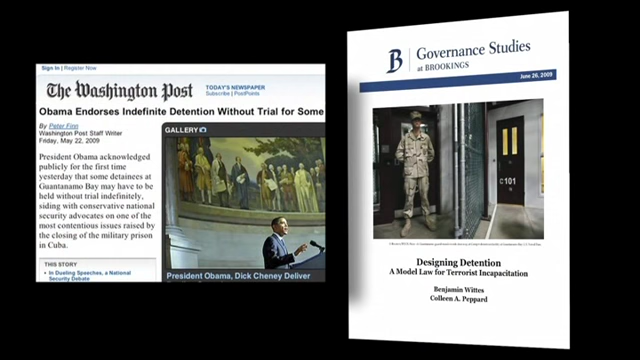 Sign In | Register Now
The Washington Post
TODAY'S NEWSPAPER
Subscribe | PostPoints
Obama Endorses Indefinite Detention Without Trial for Some
By Peter Finn
Washington Post Staff Writer
Friday, May 22, 2009
President Obama acknowledged
publicly for the first time
yesterday that some detainees at
Guantanamo Bay may have to be
held without trial indefinitely,
siding with conservative national
security advocates on one of the
most contentious issues raised by
the closing of the military prison
in Cuba.
THIS STORY
In Dueling Speeches, a National
Security Debate
GALLERY
President Obama, Dick Cheney Deliver
B
Governance Studies
at BROOKINGS
June 26, 2009
C101
Designing Detention
A Model Law for Terrorist Incapacitation
Benjamin Wittes
Colleen A. Peppard